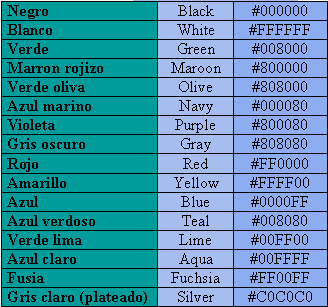 Negro Black #000000
Blanco White #FFFFFF
Verde Green #008000
Marron rojizo Maroon #800000
Verde oliva Olive #808000
Azul marino Navy #000080
Violeta Purple #800080
Gris oscuro Gray #808080
Rojo Red #FF0000
Amarillo Yellow #FFFF00
Azul Blue #0000FF
Azul verdoso Teal #008080
Verde lima Lime #00FF00
Azul claro Aqua #00FFFF
Fusia Fuchsia #FF00FF
Gris claro (plateado) Silver #C0C0C0